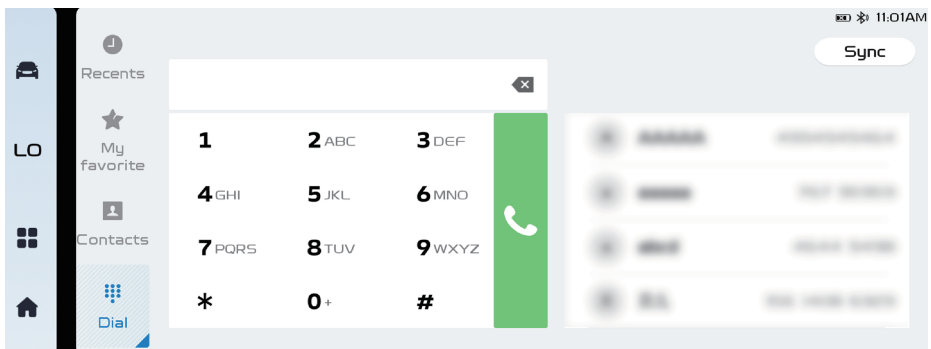 11:01AM
Sync
Recents
My
favorite
Contacts
Dial
LO
1
2 ABC
3 DEF
4 GHI
5 JKL
6 MNO
7 PQRS
8 TUV
9 WXYZ
*
0 +
#